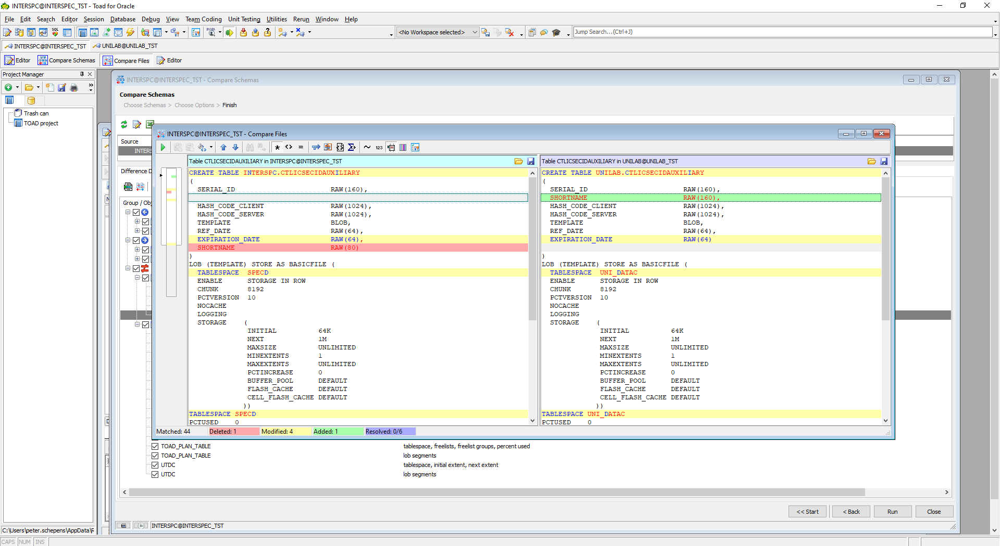 INTERSPC@INTERSPEC_TST - Toad for Oracle
File Edit Search Editor Session Database Debug View Team Coding Unit Testing Utilities Rerun Window Help
SQL
<No Workspace selected>
Jump Search...(Ctrl+J)
INTERSPC@INTERSPEC_TST UNILAB@UNILAB_TST
Editor Compare Schemas Compare Files Editor
Project Manager
Trash can
TOAD project
INTERSPC@INTERSPEC_TST - Compare Schemas
Compare Schemas
Choose Schemas > Choose Options > Finish
Source
INTERS
Difference D
Group / Obj
INTERSPC@INTERSPEC_TST - Compare Files
123
Table CTLICSECIDAUXILIARY in INTERSPC@INTERSPEC_TST
CREATE TABLE INTERSPC.CTLICSECIDAUXILIARY
(
SERIAL_ID RAW(160),
HASH_CODE_CLIENT RAW(1024),
HASH_CODE_SERVER RAW(1024),
TEMPLATE BLOB,
REF_DATE RAW(64),
EXPIRATION_DATE RAW(64),
SHORTNAME RAW(80)
)
LOB (TEMPLATE) STORE AS BASICFILE (
TABLESPACE SPECD
ENABLE STORAGE IN ROW
CHUNK 8192
PCTVERSION 10
NOCACHE
LOGGING
STORAGE (
INITIAL 64K
NEXT 1M
MAXSIZE UNLIMITED
MINEXTENTS 1
MAXEXTENTS UNLIMITED
PCTINCREASE 0
BUFFER_POOL DEFAULT
FLASH_CACHE DEFAULT
CELL_FLASH_CACHE DEFAULT
))
TABLESPACE SPECD
PCTUSED 0
Table CTLICSECIDAUXILIARY in UNILAB@UNILAB_TST
CREATE TABLE UNILAB.CTLICSECIDAUXILIARY
(
SERIAL_ID RAW(160),
SHORTNAME RAW(160),
HASH_CODE_CLIENT RAW(1024),
HASH_CODE_SERVER RAW(1024),
TEMPLATE BLOB,
REF_DATE RAW(64),
EXPIRATION_DATE RAW(64)
)
LOB (TEMPLATE) STORE AS BASICFILE (
TABLESPACE UNI_DATAC
ENABLE STORAGE IN ROW
CHUNK 8192
PCTVERSION 10
NOCACHE
LOGGING
STORAGE (
INITIAL 64K
NEXT 1M
MAXSIZE UNLIMITED
MINEXTENTS 1
MAXEXTENTS UNLIMITED
PCTINCREASE 0
BUFFER_POOL DEFAULT
FLASH_CACHE DEFAULT
CELL_FLASH_CACHE DEFAULT
))
TABLESPACE UNI_DATAC
PCTUSED 0
Matched: 44 Deleted: 1 Modified: 4 Added: 1 Resolved: 0/6
TOAD_PLAN_TABLE tablespace, freelists, freelist groups, percent used
TOAD_PLAN_TABLE lob segments
UTDC tablespace, initial extent, next extent
UTDC lob segments
<< Start < Back Run Close
INTERSPC@INTERSPEC_TST
C:\Users\peter.schepens\AppData\R
CAPS NUM INS